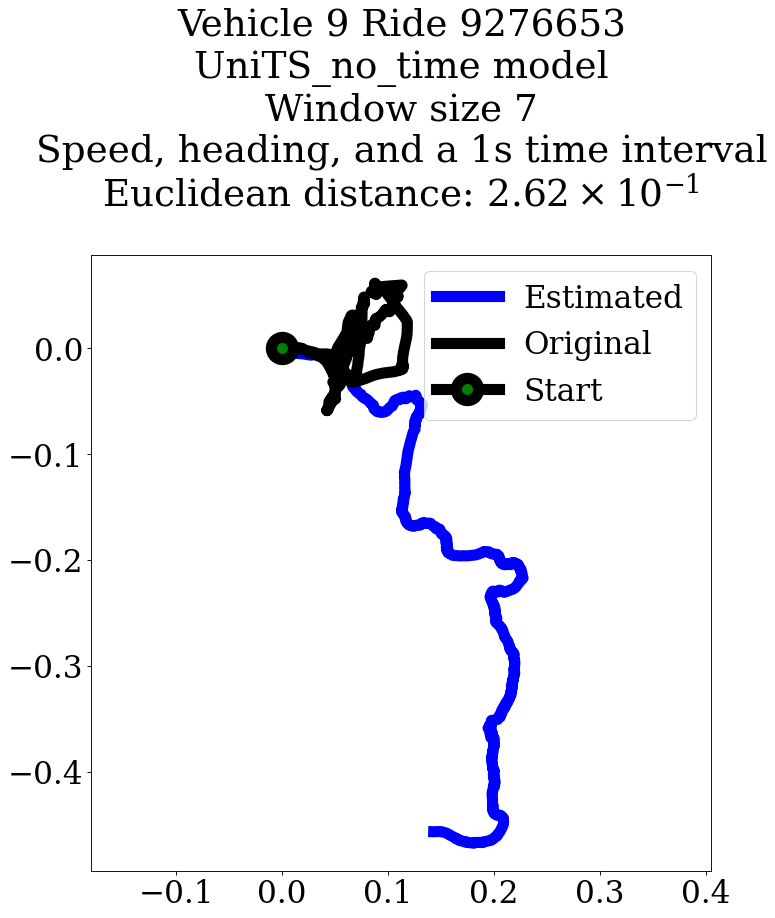 Vehicle 9 Ride 9276653
UniTS_no_time model
Window size 7
Speed, heading, and a 1s time interval
Euclidean distance: 2.62 × 10⁻¹
Estimated
Original
Start
0.0
−0.1
−0.2
−0.3
−0.4
−0.1 0.0 0.1 0.2 0.3 0.4